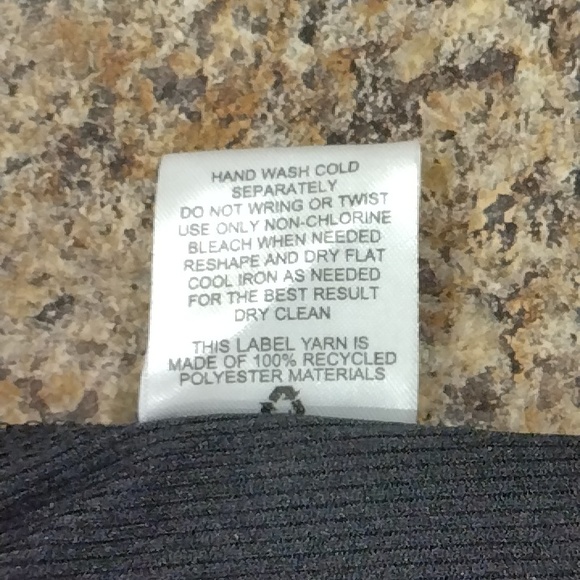 HAND WASH COLD
SEPARATELY
DO NOT WRING OR TWIST
USE ONLY NON-CHLORINE
BLEACH WHEN NEEDED
RESHAPE AND DRY FLAT
COOL IRON AS NEEDED
FOR THE BEST RESULT
DRY CLEAN
THIS LABEL YARN IS
MADE OF 100% RECYCLED
POLYESTER MATERIALS